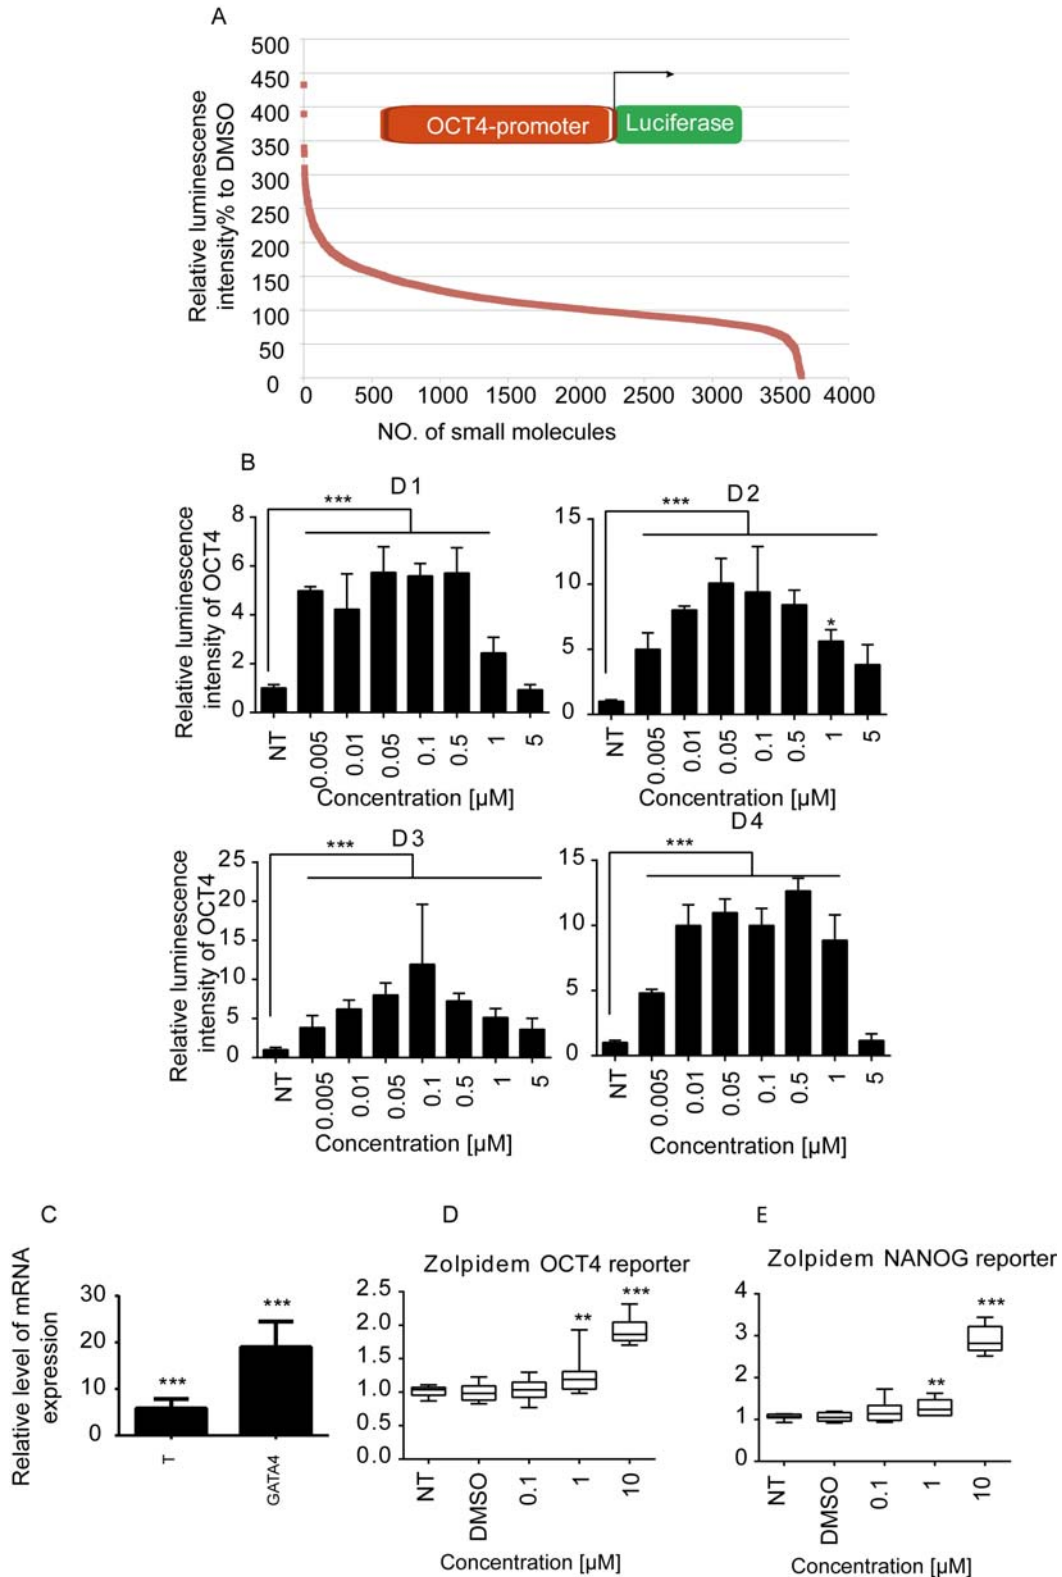 A
Relative luminescense
intensity% to DMSO
500
450
400
350
300
250
200
150
100
50
0
OCT4-promoter
Luciferase
0 500 1000 1500 2000 2500 3000 3500 4000
NO. of small molecules
B
D1
***
Relative luminescence
intensity of OCT4
8
6
4
2
0
NT 0.005 0.01 0.05 0.1 0.5 1 5
Concentration [µM]
D2
***
15
10
5
0
*
NT 0.005 0.01 0.05 0.1 0.5 1 5
Concentration [µM]
D3
***
Relative luminescence
intensity of OCT4
25
20
15
10
5
0
NT 0.005 0.01 0.05 0.1 0.5 1 5
Concentration [µM]
D4
***
15
10
5
0
NT 0.005 0.01 0.05 0.1 0.5 1 5
Concentration [µM]
C
Relative level of mRNA
expression
30
20
10
0
***
***
T GATA4
D
Zolpidem OCT4 reporter
2.5
2.0
1.5
1.0
0.5
0.0
**
***
NT DMSO 0.1 1 10
Concentration [µM]
E
Zolpidem NANOG reporter
4
3
2
1
0
**
***
NT DMSO 0.1 1 10
Concentration [µM]